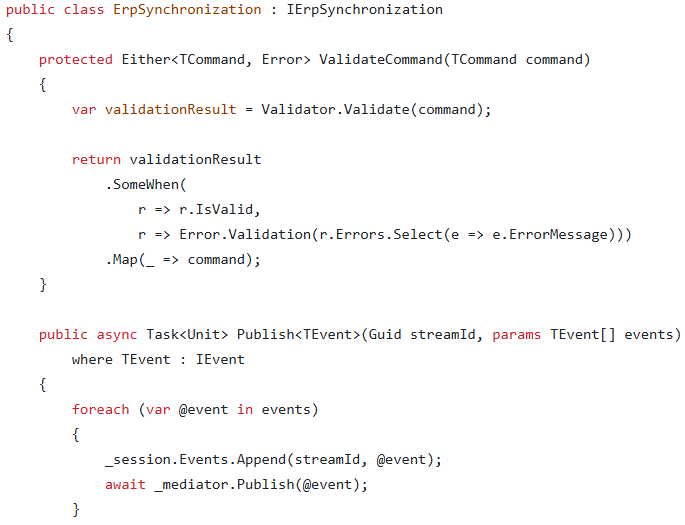 public class ErpSynchronization : IErpSynchronization
{
    protected Either<TCommand, Error> ValidateCommand(TCommand command)
    {
        var validationResult = Validator.Validate(command);

        return validationResult
            .SomeWhen(
                r => r.IsValid,
                r => Error.Validation(r.Errors.Select(e => e.ErrorMessage)))
            .Map(_ => command);
    }

    public async Task<Unit> Publish<TEvent>(Guid streamId, params TEvent[] events)
        where TEvent : IEvent
    {
        foreach (var @event in events)
        {
            _session.Events.Append(streamId, @event);
            await _mediator.Publish(@event);
        }